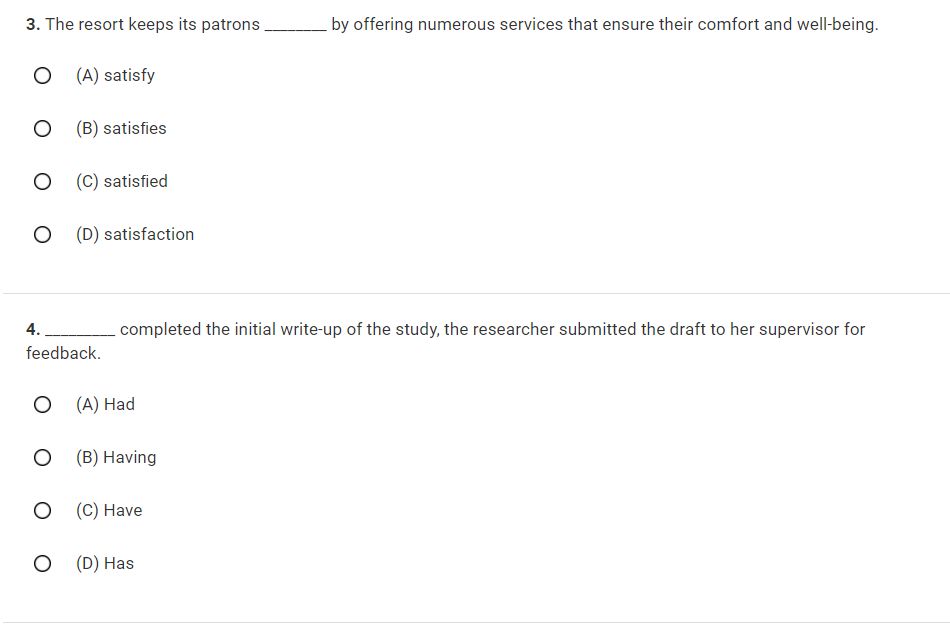 3. The resort keeps its patrons ________ by offering numerous services that ensure their comfort and well-being.
(A) satisfy
(B) satisfies
(C) satisfied
(D) satisfaction
4. _________ completed the initial write-up of the study, the researcher submitted the draft to her supervisor for
feedback.
(A) Had
(B) Having
(C) Have
(D) Has